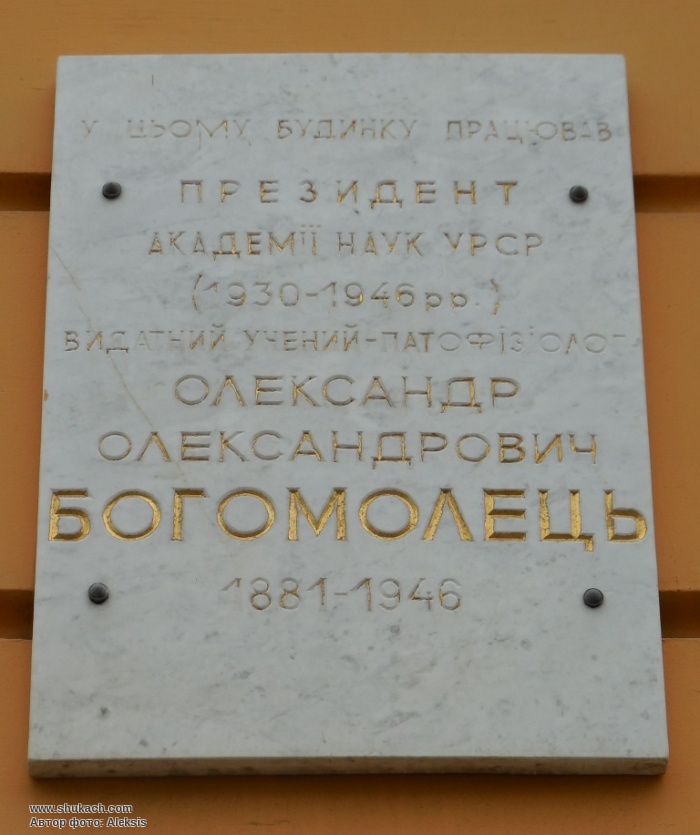 У ЦЬОМУ БУДИНКУ ПРАЦЮВАВ
ПРЕЗИДЕНТ
АКАДЕМІЇ НАУК УРСР
(1930-1946рр.)
ВИДАТНИЙ УЧЕНИЙ-ПАТОФІЗІОЛОГ
ОЛЕКСАНДР
ОЛЕКСАНДРОВИЧ
БОГОМОЛЕЦЬ
1881-1946
www.shukach.com
Автор фото: Aleksis